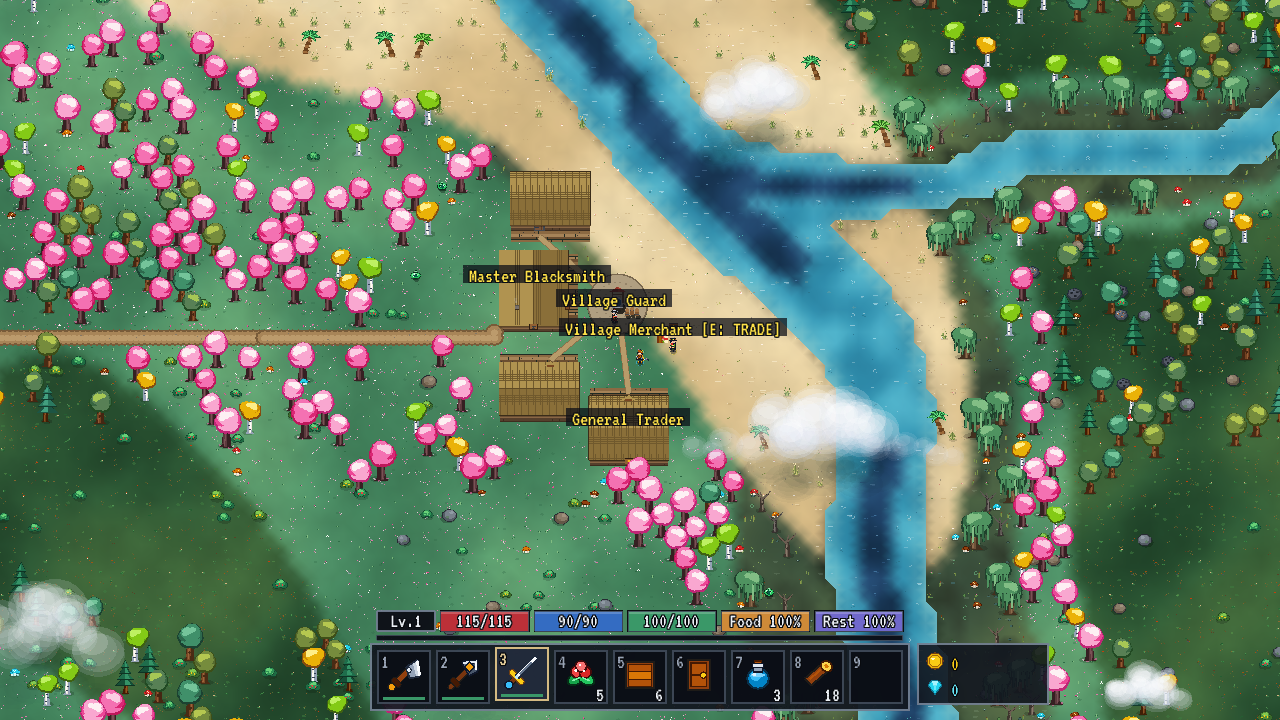 Master Blacksmith
Village Guard
Village Merchant [E: TRADE]
General Trader
Lv.1 115/115 90/90 100/100 Food 100% Rest 100%
1 2 3 4 5 6 7 8 9
5 6 3 18
0
0